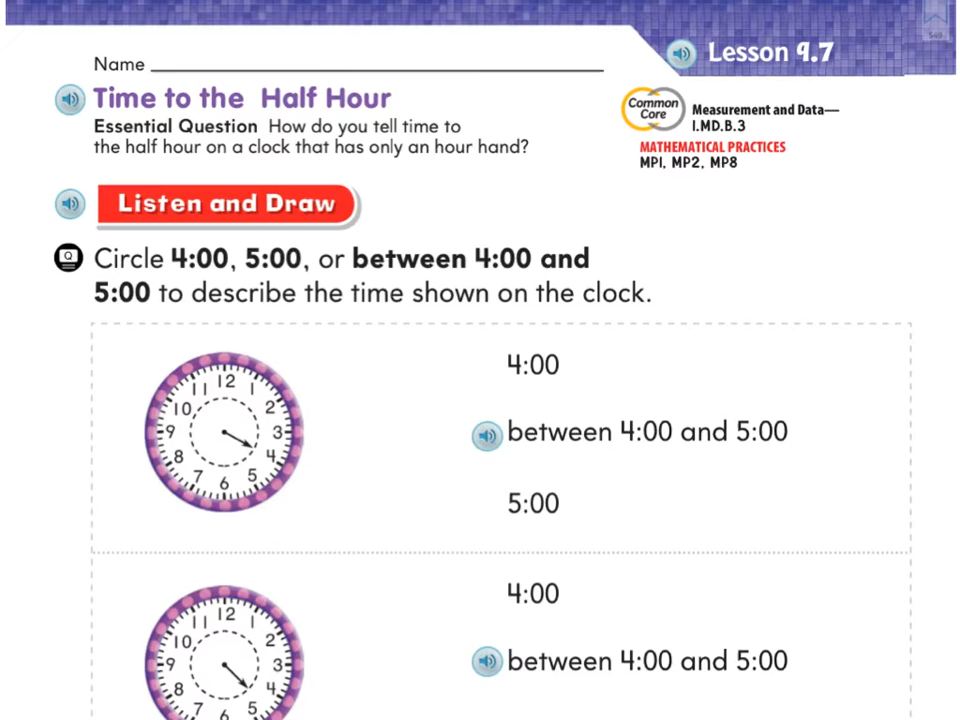 549
Lesson 9.7
Name
Time to the Half Hour
Essential Question How do you tell time to
the half hour on a clock that has only an hour hand?
Common
Core
Measurement and Data—
1.MD.B.3
MATHEMATICAL PRACTICES
MP1, MP2, MP8
Listen and Draw
Q
Circle 4:00, 5:00, or between 4:00 and
5:00 to describe the time shown on the clock.
12
11 1
10 2
9 3
8 4
7 5
6
4:00
between 4:00 and 5:00
5:00
12
11 1
10 2
9 3
8 4
7 5
6
4:00
between 4:00 and 5:00